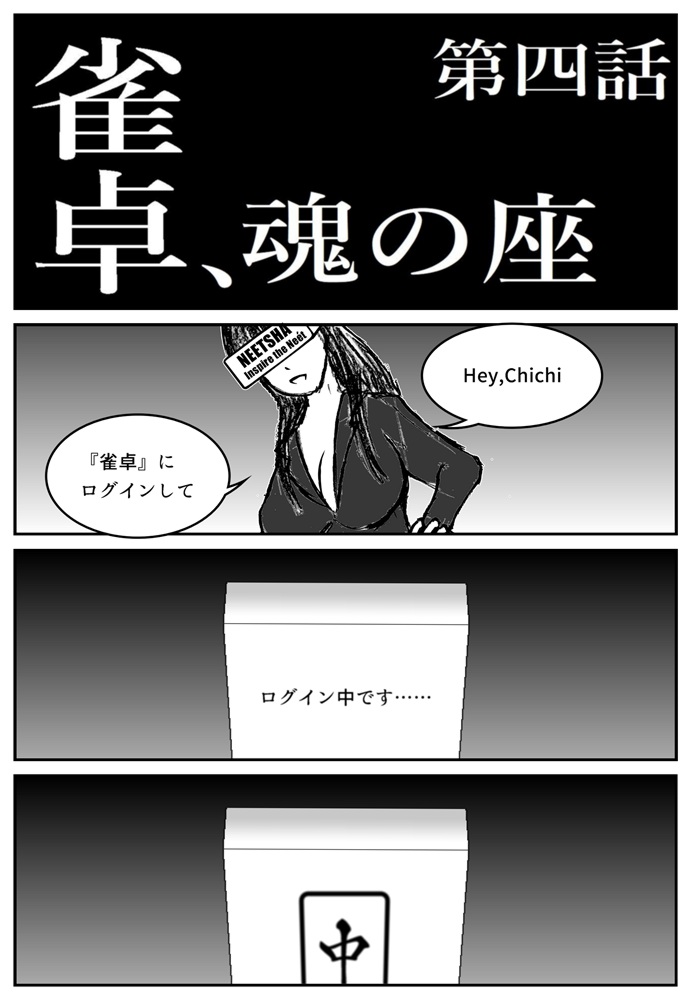 第四話
雀卓、魂の座
Hey,Chichi
『雀卓』に
ログインして
NEETSHA
Inspire the Neet
ログイン中です……
中